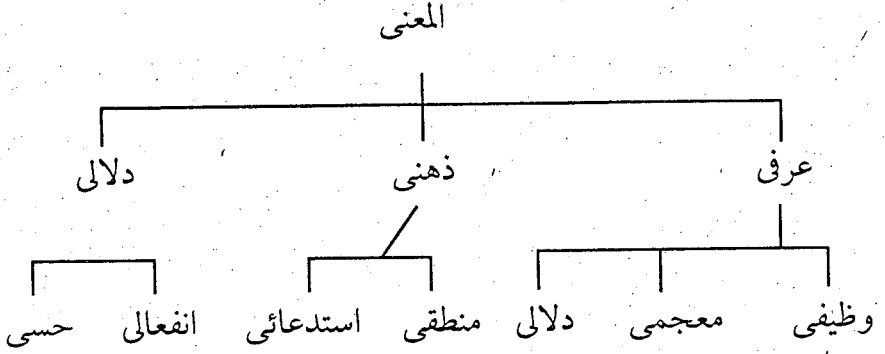 المعنى
عرفى ذهنى دلالى
وظيفى معجمى دلالى منطقى استدعائى انفعالى حسى